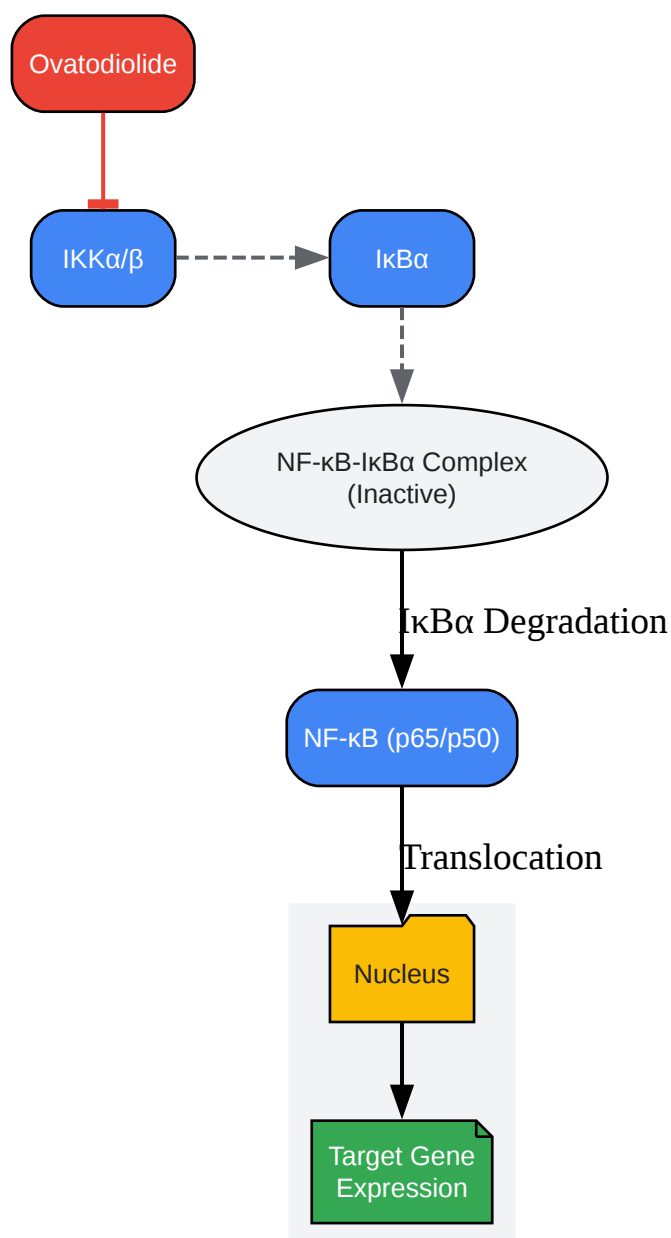 Ovatodiolide
IKKα/β
IκBα
NF-κB-IκBα Complex
(Inactive)
IκBα Degradation
NF-κB (p65/p50)
Translocation
Nucleus
Target Gene
Expression